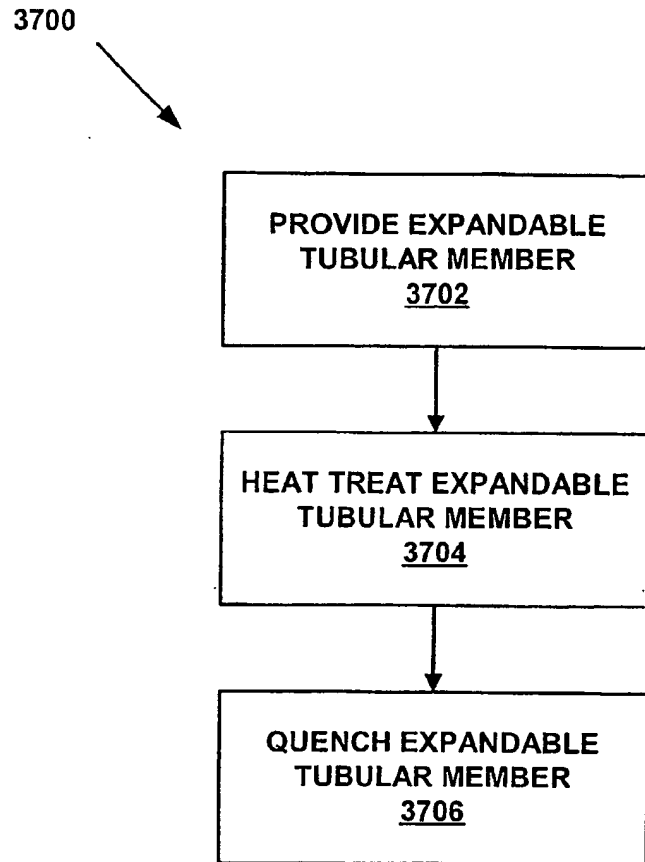 3700
PROVIDE EXPANDABLE
TUBULAR MEMBER
3702
HEAT TREAT EXPANDABLE
TUBULAR MEMBER
3704
QUENCH EXPANDABLE
TUBULAR MEMBER
3706